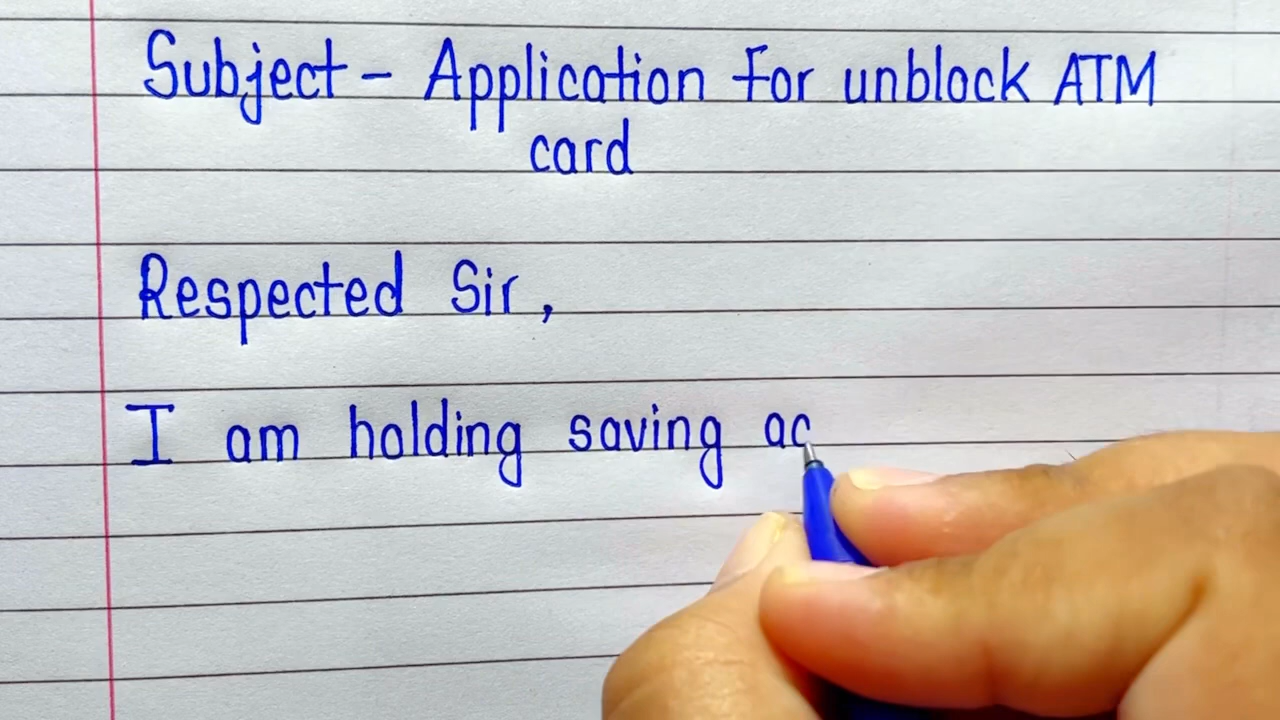 Subject - Application For unblock ATM
card
Respected Sir,
I am holding saving ac